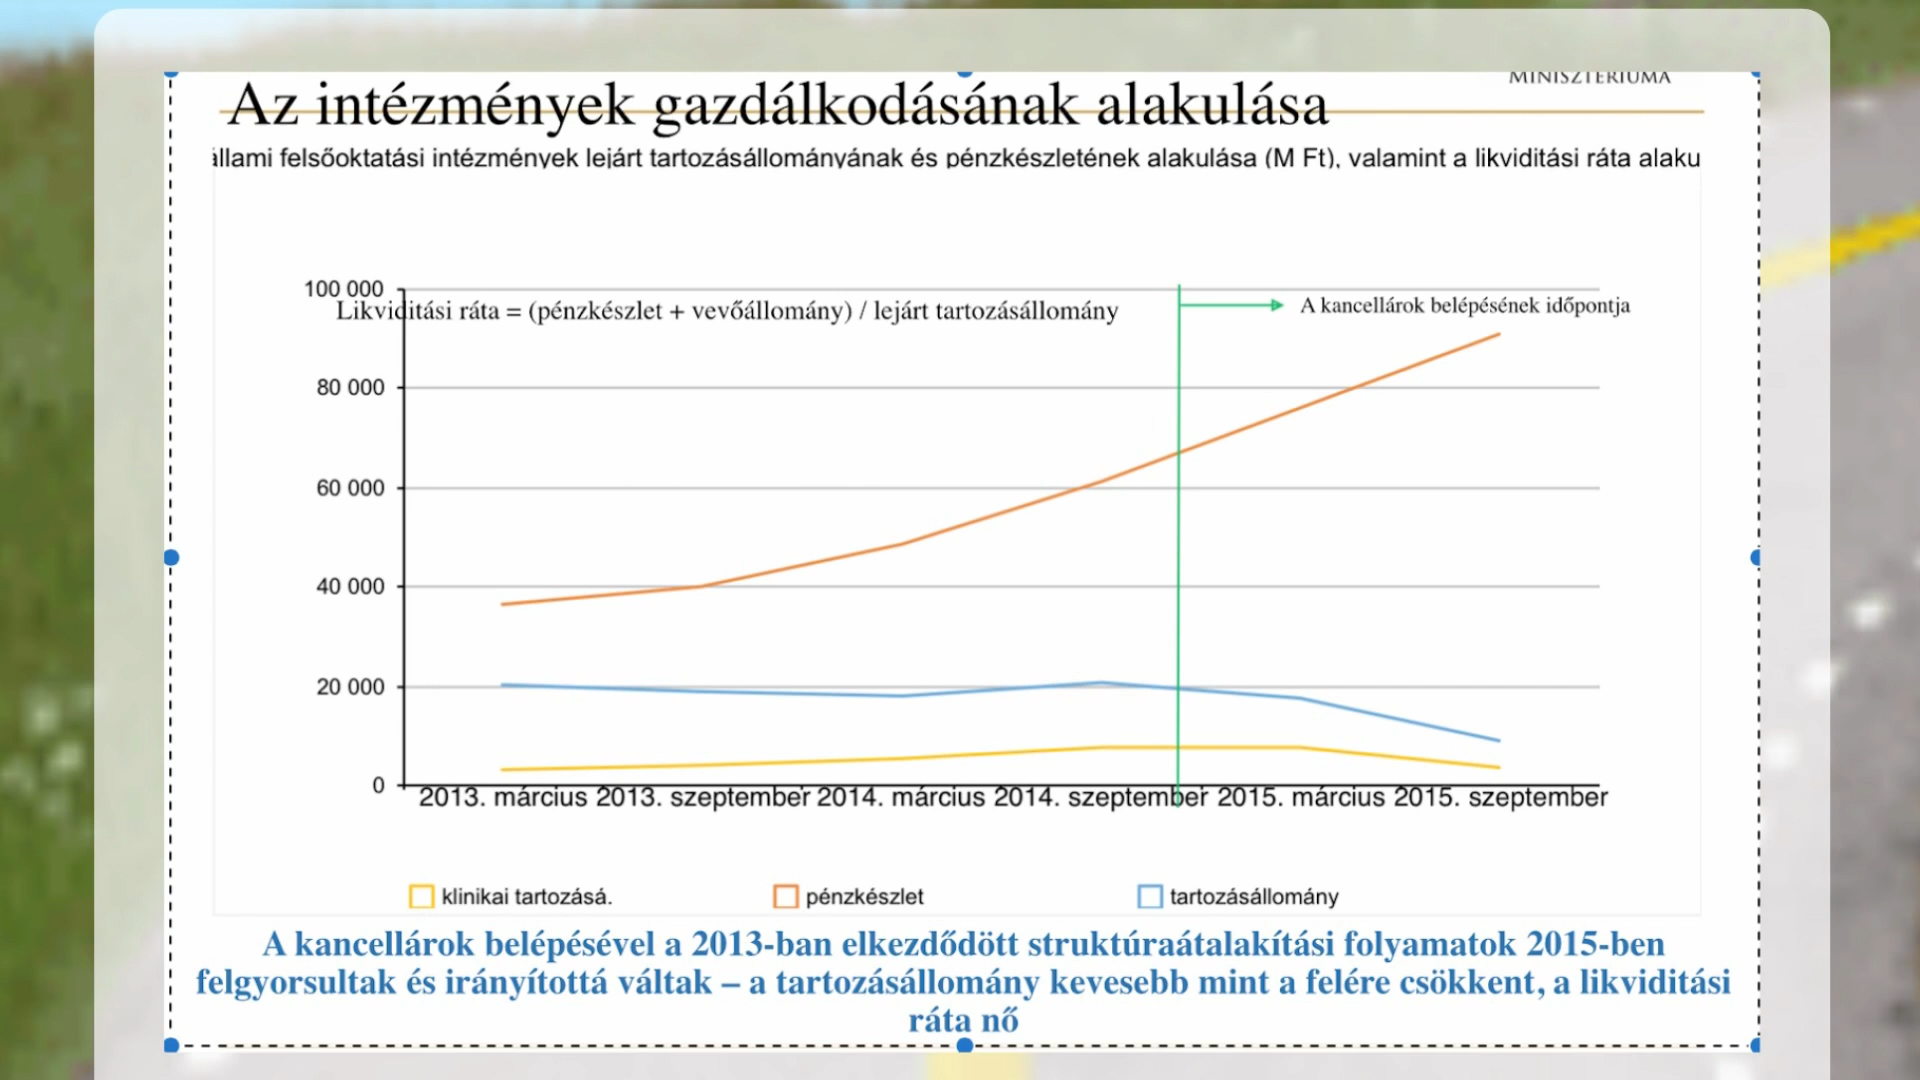 MINISZTÉRIUMA
Az intézmények gazdálkodásának alakulása
állami felsőoktatási intézmények lejárt tartozásállományának és pénzkészletének alakulása (M Ft), valamint a likviditási ráta alaku
100 000
Likviditási ráta = (pénzkészlet + vevőállomány) / lejárt tartozásállomány
A kancellárok belépésének időpontja
80 000
60 000
40 000
20 000
0
2013. március 2013. szeptember 2014. március 2014. szeptember 2015. március 2015. szeptember
klinikai tartozásá. pénzkészlet tartozásállomány
A kancellárok belépésével a 2013-ban elkezdődött struktúraátalakítási folyamatok 2015-ben
felgyorsultak és irányítottá váltak – a tartozásállomány kevesebb mint a felére csökkent, a likviditási
ráta nő